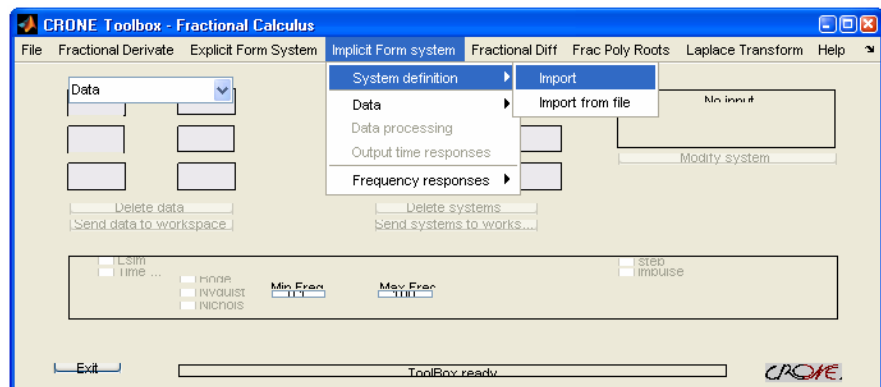 CRONE Toolbox - Fractional Calculus
File Fractional Derivate Explicit Form System Implicit Form system Fractional Diff Frac Poly Roots Laplace Transform Help
System definition
Import
Data
Import from file
Data
No input
Data processing
Output time responses
Modify system
Frequency responses
Delete data
Delete systems
Send data to workspace
Send systems to works...
Lsim
Time ...
step
impulse
Bode
Nyquist
Nichols
Min Freq
Max Freq
0.1
100
Exit
ToolBox ready
CRONE